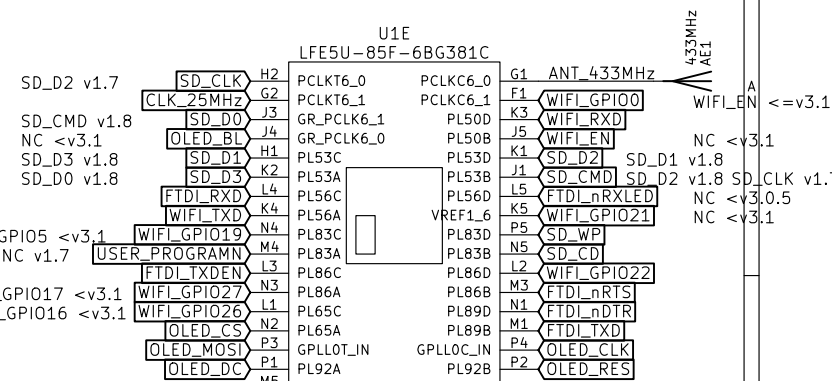 433MHz
AE1
U1E
LFE5U-85F-6BG381C
SD_D2 v1.7 SD_CLK H2 PCLKT6_0 PCLKC6_0 G1 ANT_433MHz
A
CLK_25MHz G2 PCLKT6_1 PCLKC6_1 F1 WIFI_GPIO0 WIFI_EN <=v3.1
SD_CMD v1.8 SD_D0 J3 GR_PCLK6_1 PL50D K3 WIFI_RXD
NC <v3.1 OLED_BL J4 GR_PCLK6_0 PL50B J5 WIFI_EN NC <v3.1
SD_D3 v1.8 SD_D1 H1 PL53C PL53D K1 SD_D2 SD_D1 v1.8
SD_D0 v1.8 SD_D3 K2 PL53A PL53B J1 SD_CMD SD_D2 v1.8 SD_CLK v1.7
FTDI_RXD L4 PL56C PL56D L5 FTDI_nRXLED NC <v3.0.5
WIFI_TXD K4 PL56A VREF1_6 K5 WIFI_GPIO21 NC <v3.1
GPIO5 <v3.1 WIFI_GPIO19 N4 PL83C PL83D P5 SD_WP
NC v1.7 USER_PROGRAMN M4 PL83A PL83B N5 SD_CD
FTDI_TXDEN L3 PL86C PL86D L2 WIFI_GPIO22
_GPIO17 <v3.1 WIFI_GPIO27 N3 PL86A PL86B M3 FTDI_nRTS
_GPIO16 <v3.1 WIFI_GPIO26 L1 PL65C PL89D N1 FTDI_nDTR
OLED_CS N2 PL65A PL89B M1 FTDI_TXD
OLED_MOSI P3 GPLL0T_IN GPLL0C_IN P4 OLED_CLK
OLED_DC P1 PL92A PL92B P2 OLED_RES
M5